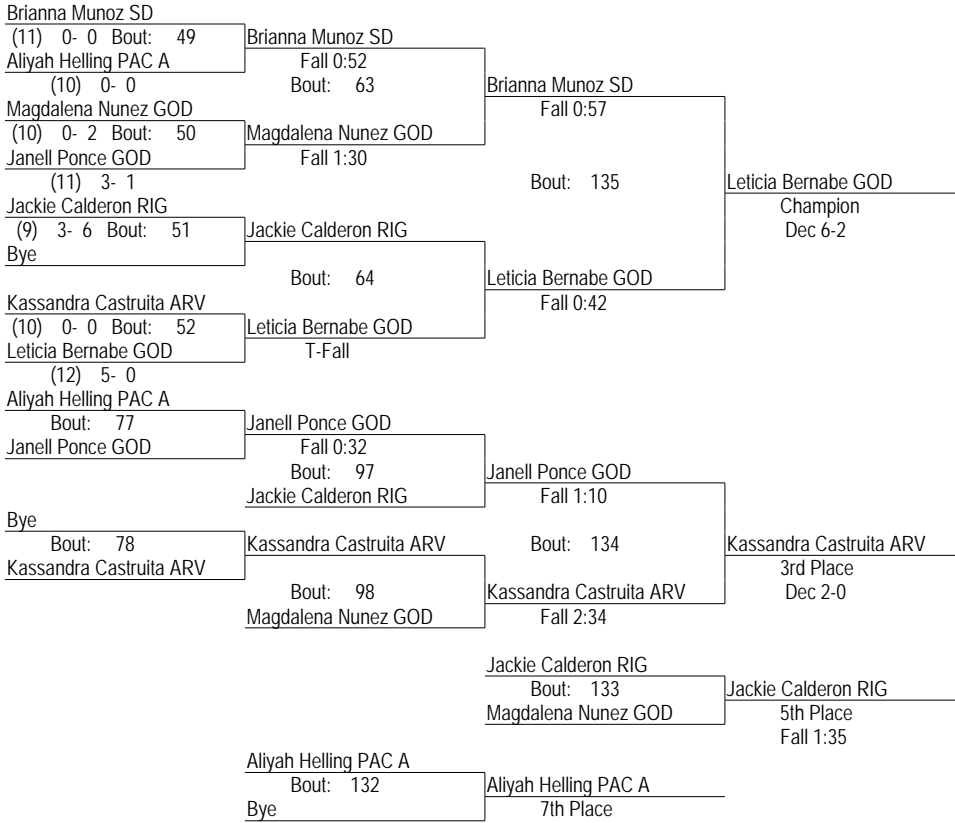 Brianna Munoz SD
(11) 0- 0 Bout: 49
Brianna Munoz SD
Aliyah Helling PAC A
Fall 0:52
(10) 0- 0
Bout: 63
Brianna Munoz SD
Magdalena Nunez GOD
Fall 0:57
(10) 0- 2 Bout: 50
Magdalena Nunez GOD
Janell Ponce GOD
Fall 1:30
(11) 3- 1
Bout: 135
Leticia Bernabe GOD
Jackie Calderon RIG
Champion
(9) 3- 6 Bout: 51
Jackie Calderon RIG
Dec 6-2
Bye
Bout: 64
Leticia Bernabe GOD
Kassandra Castruita ARV
Fall 0:42
(10) 0- 0 Bout: 52
Leticia Bernabe GOD
Leticia Bernabe GOD
T-Fall
(12) 5- 0
Aliyah Helling PAC A
Bout: 77
Janell Ponce GOD
Janell Ponce GOD
Fall 0:32
Bout: 97
Janell Ponce GOD
Jackie Calderon RIG
Fall 1:10
Bye
Bout: 78
Kassandra Castruita ARV
Bout: 134
Kassandra Castruita ARV
Kassandra Castruita ARV
3rd Place
Bout: 98
Kassandra Castruita ARV
Dec 2-0
Magdalena Nunez GOD
Fall 2:34
Jackie Calderon RIG
Bout: 133
Jackie Calderon RIG
Magdalena Nunez GOD
5th Place
Fall 1:35
Aliyah Helling PAC A
Bout: 132
Aliyah Helling PAC A
Bye
7th Place